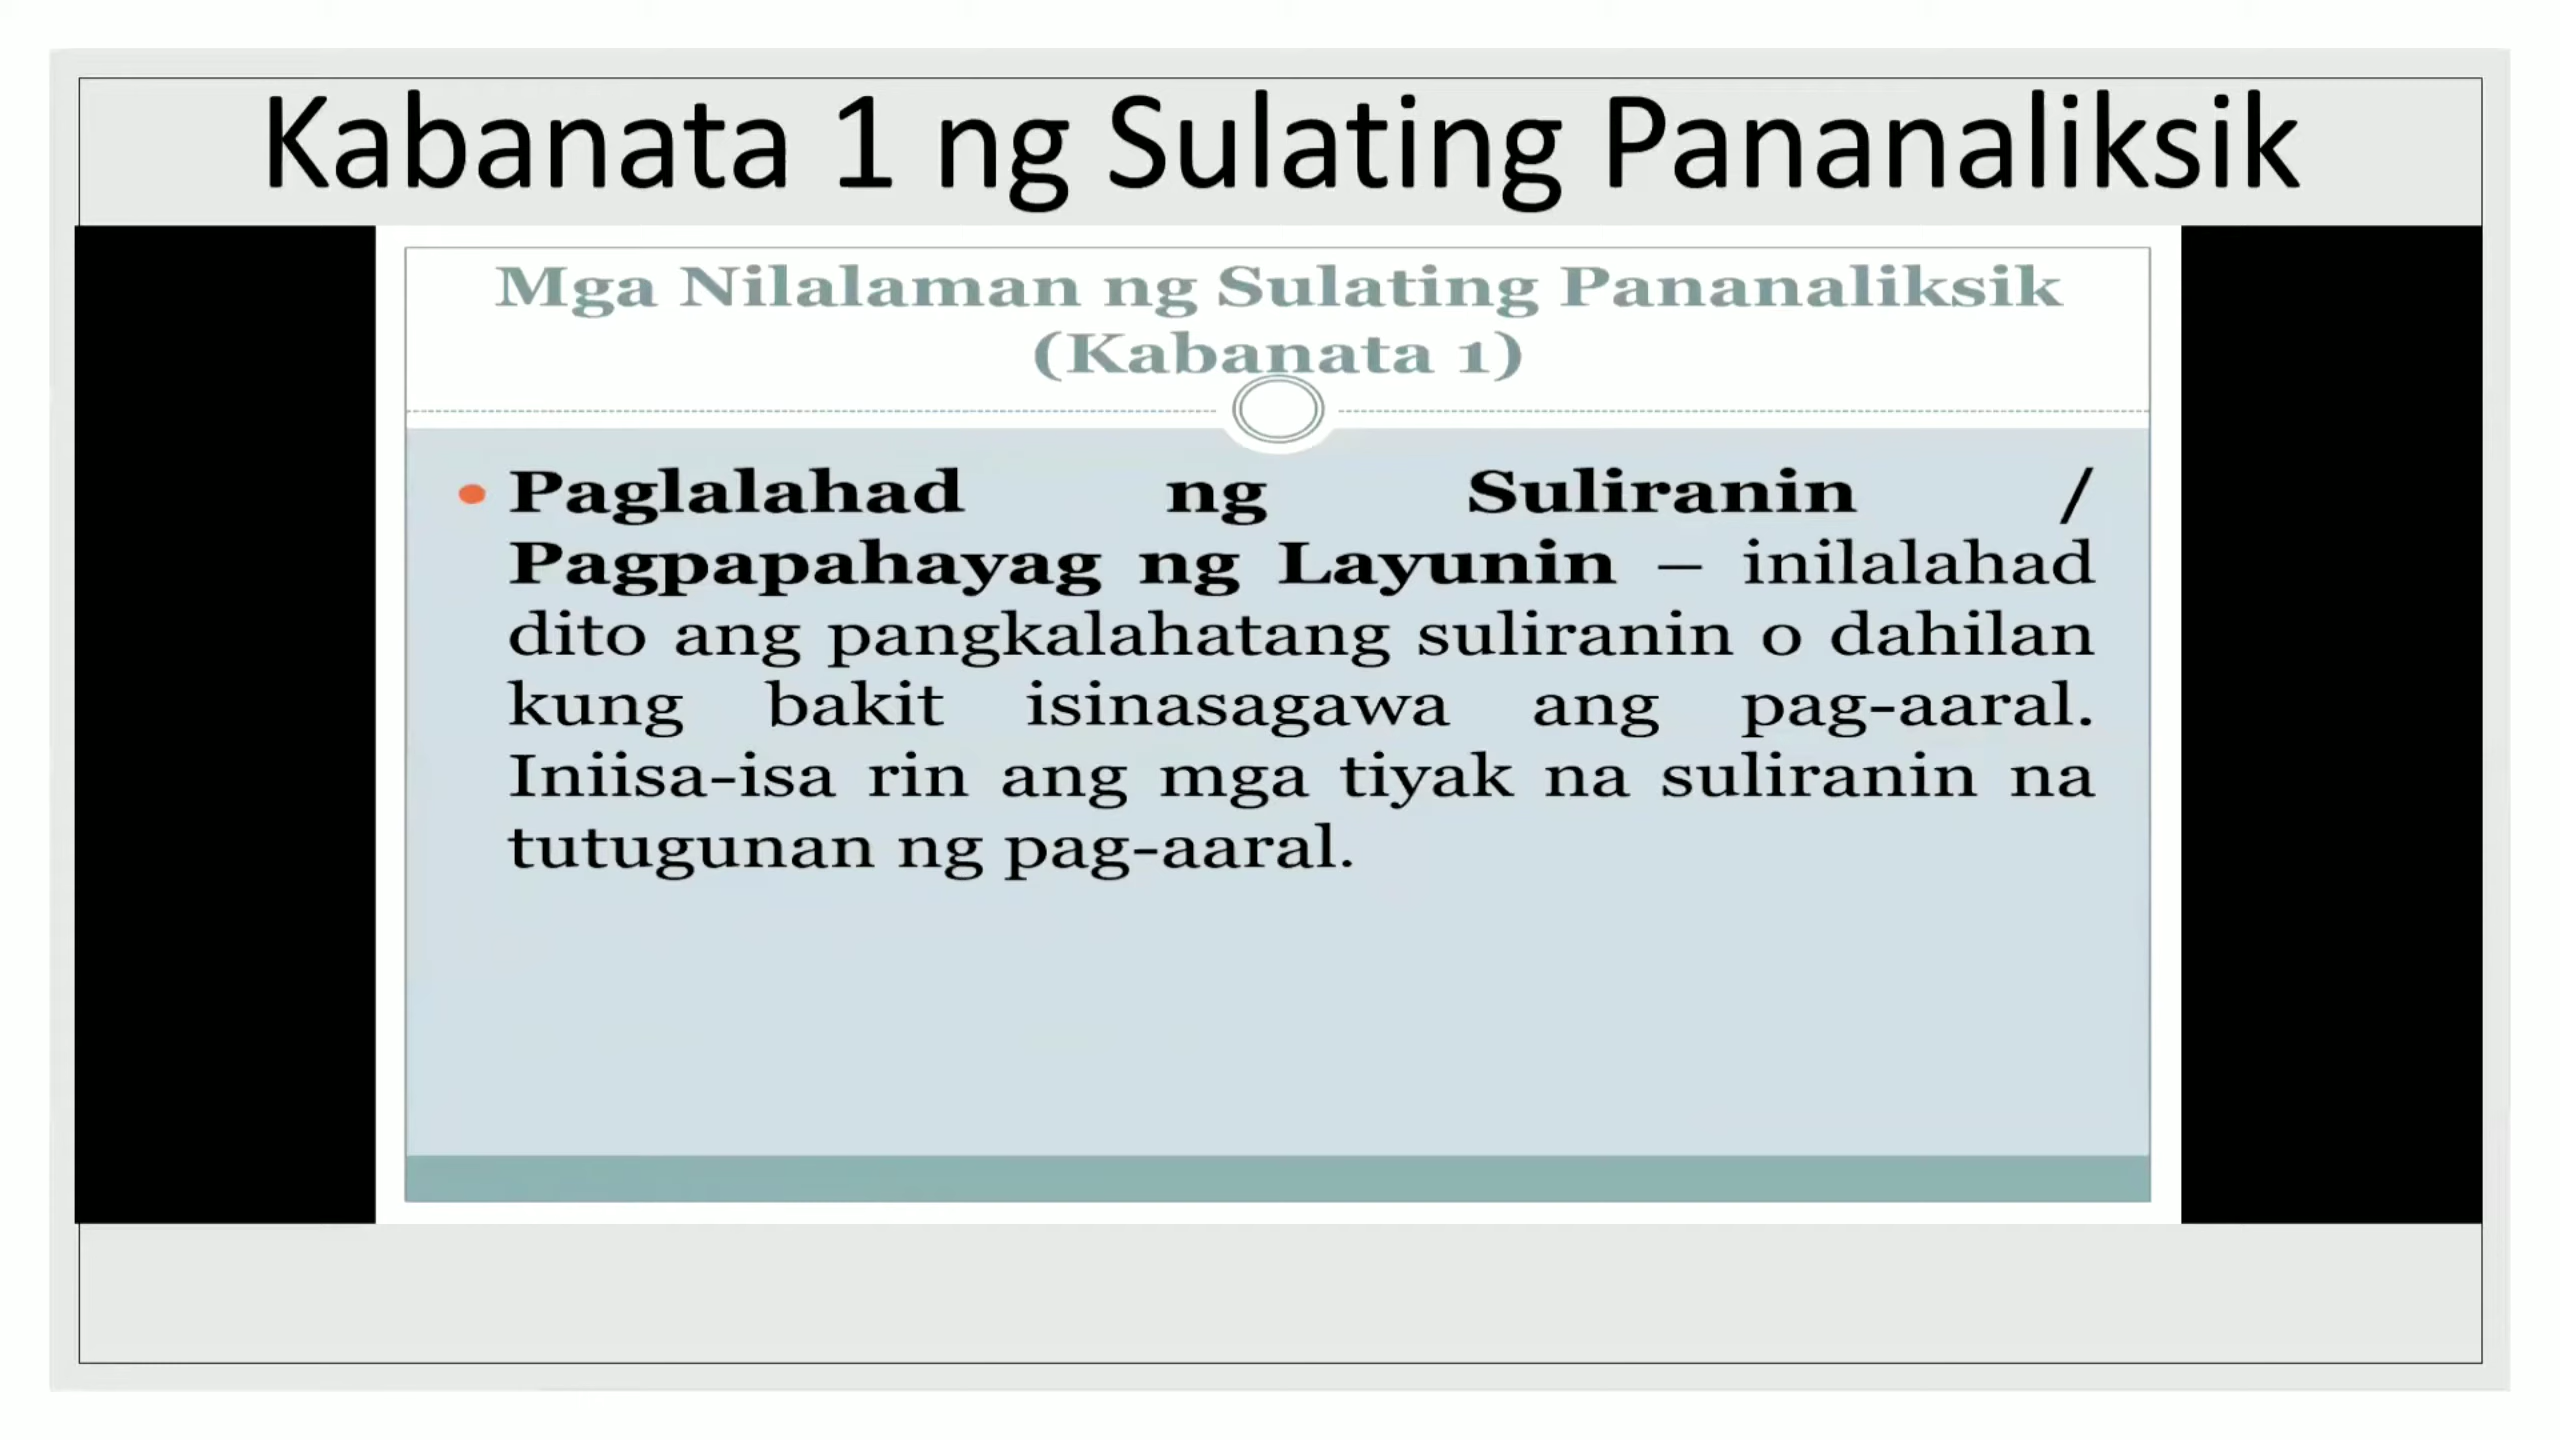 Kabanata 1 ng Sulating Pananaliksik
Mga Nilalaman ng Sulating Pananaliksik
(Kabanata 1)
• Paglalahad ng Suliranin /
Pagpapahayag ng Layunin – inilalahad
dito ang pangkalahatang suliranin o dahilan
kung bakit isinasagawa ang pag-aaral.
Iniisa-isa rin ang mga tiyak na suliranin na
tutugunan ng pag-aaral.